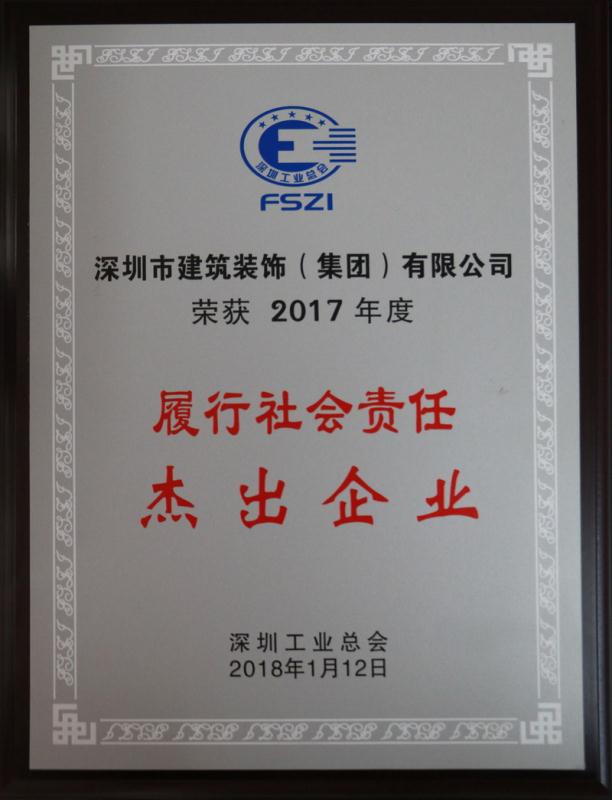 深圳工业总会
FSZI
深圳市建筑装饰（集团）有限公司
荣获 2017 年度
履行社会责任
杰出企业
深圳工业总会
2018年1月12日